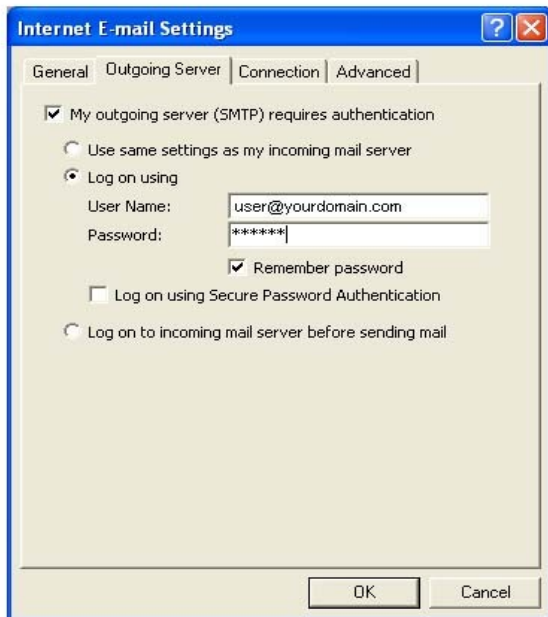 Internet E-mail Settings
General Outgoing Server Connection Advanced
My outgoing server (SMTP) requires authentication
Use same settings as my incoming mail server
Log on using
User Name: user@yourdomain.com
Password: ******
Remember password
Log on using Secure Password Authentication
Log on to incoming mail server before sending mail
OK Cancel